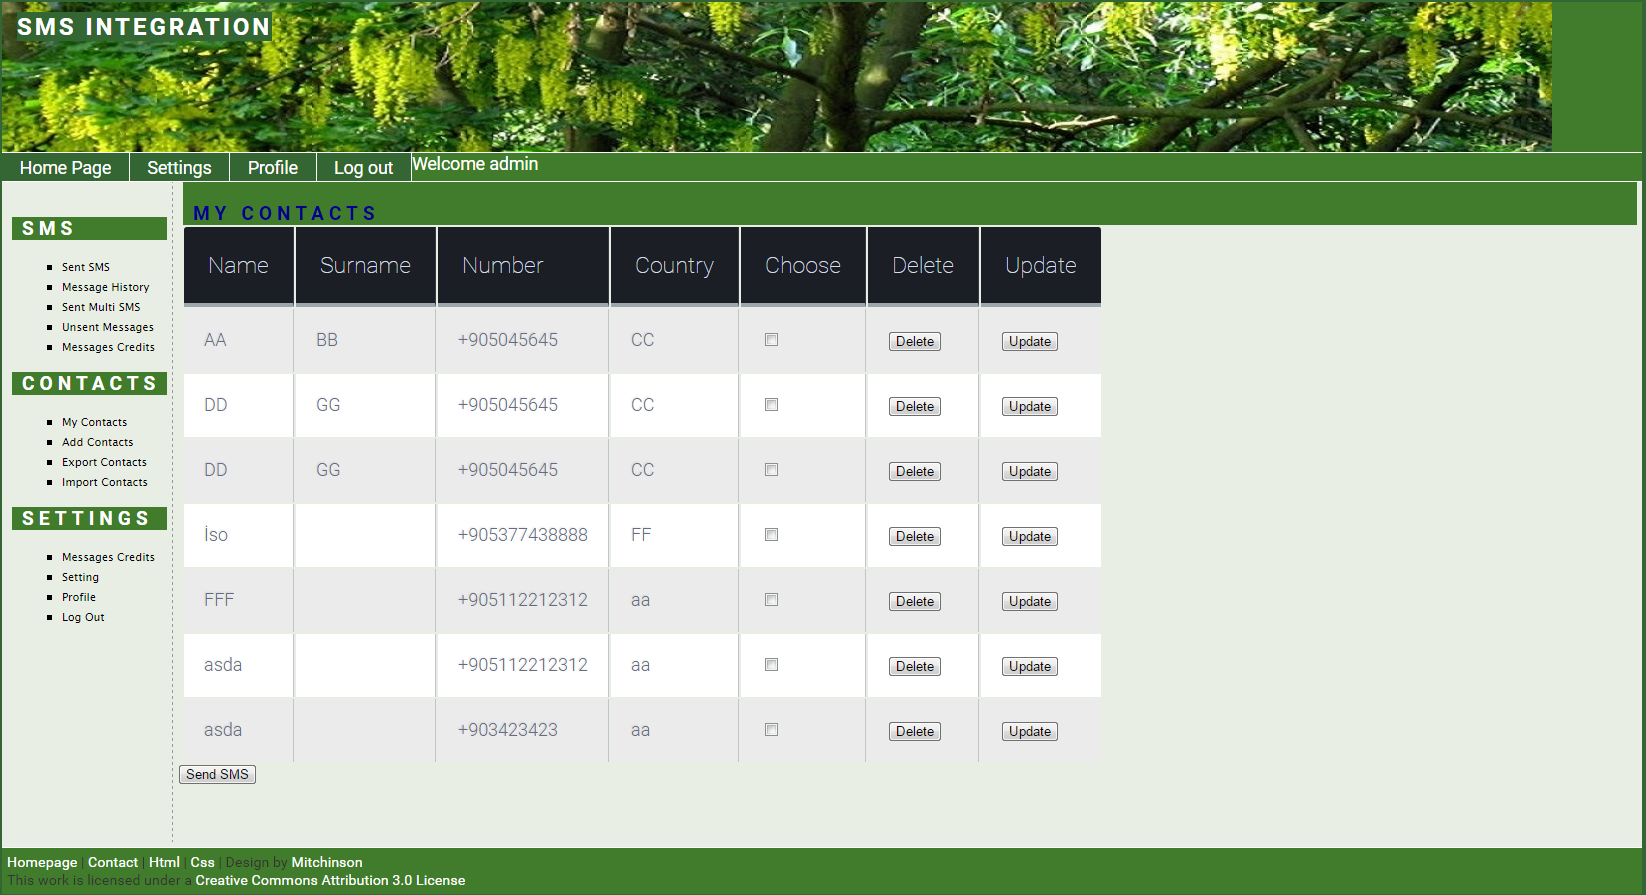 SMS INTEGRATION
Home Page Settings Profile Log out Welcome admin
SMS
Sent SMS
Message History
Sent Multi SMS
Unsent Messages
Messages Credits
CONTACTS
My Contacts
Add Contacts
Export Contacts
Import Contacts
SETTINGS
Messages Credits
Setting
Profile
Log Out
MY CONTACTS
Name Surname Number Country Choose Delete Update
AA BB +905045645 CC Delete Update
DD GG +905045645 CC Delete Update
DD GG +905045645 CC Delete Update
İso +905377438888 FF Delete Update
FFF +905112212312 aa Delete Update
asda +905112212312 aa Delete Update
asda +903423423 aa Delete Update
Send SMS
Homepage | Contact | Html | Css | Design by Mitchinson
This work is licensed under a Creative Commons Attribution 3.0 License